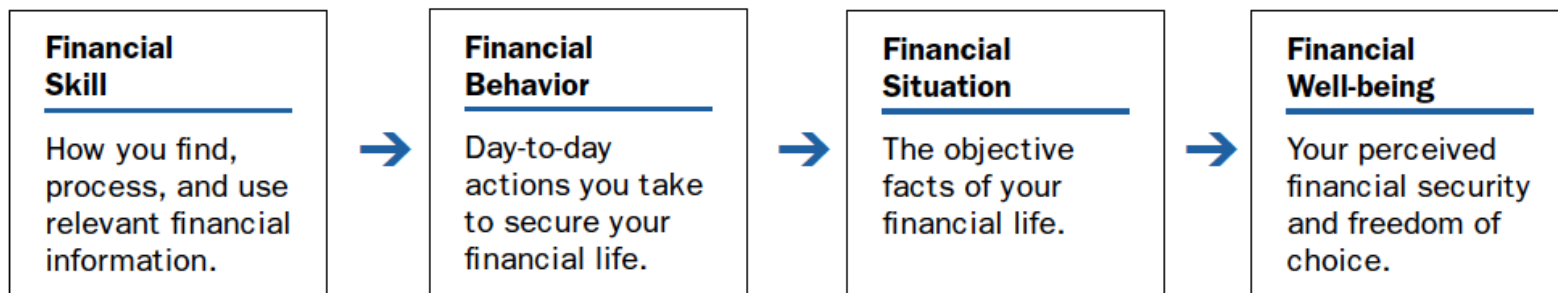 Financial
Skill
How you find,
process, and use
relevant financial
information.
Financial
Behavior
Day-to-day
actions you take
to secure your
financial life.
Financial
Situation
The objective
facts of your
financial life.
Financial
Well-being
Your perceived
financial security
and freedom of
choice.